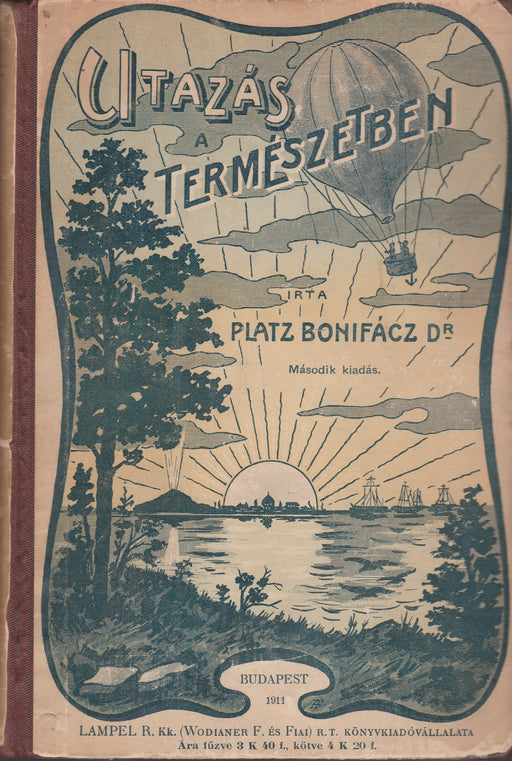 UTAZÁS
A
TERMÉSZETBEN
IRTA
PLATZ BONIFÁCZ DR
Második kiadás.
BUDAPEST
1911
LAMPEL R. Kk. (WODIANER F. ÉS FIAI) R. T. KÖNYVKIADÓVÁLLALATA
Ára fűzve 3 K 40 f., kötve 4 K 20 f.